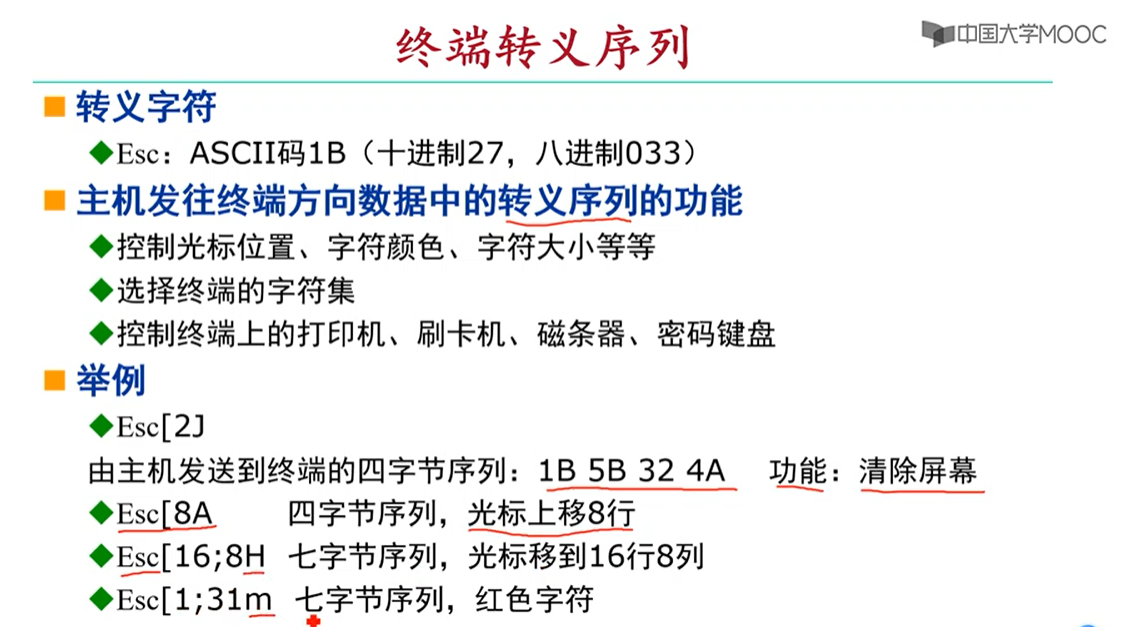 终端转义序列
中国大学MOOC
转义字符
Esc：ASCII码1B（十进制27，八进制033）
主机发往终端方向数据中的转义序列的功能
控制光标位置、字符颜色、字符大小等等
选择终端的字符集
控制终端上的打印机、刷卡机、磁条器、密码键盘
举例
Esc[2J
由主机发送到终端的四字节序列：1B 5B 32 4A 功能：清除屏幕
Esc[8A 四字节序列，光标上移8行
Esc[16;8H 七字节序列，光标移到16行8列
Esc[1;31m 七字节序列，红色字符